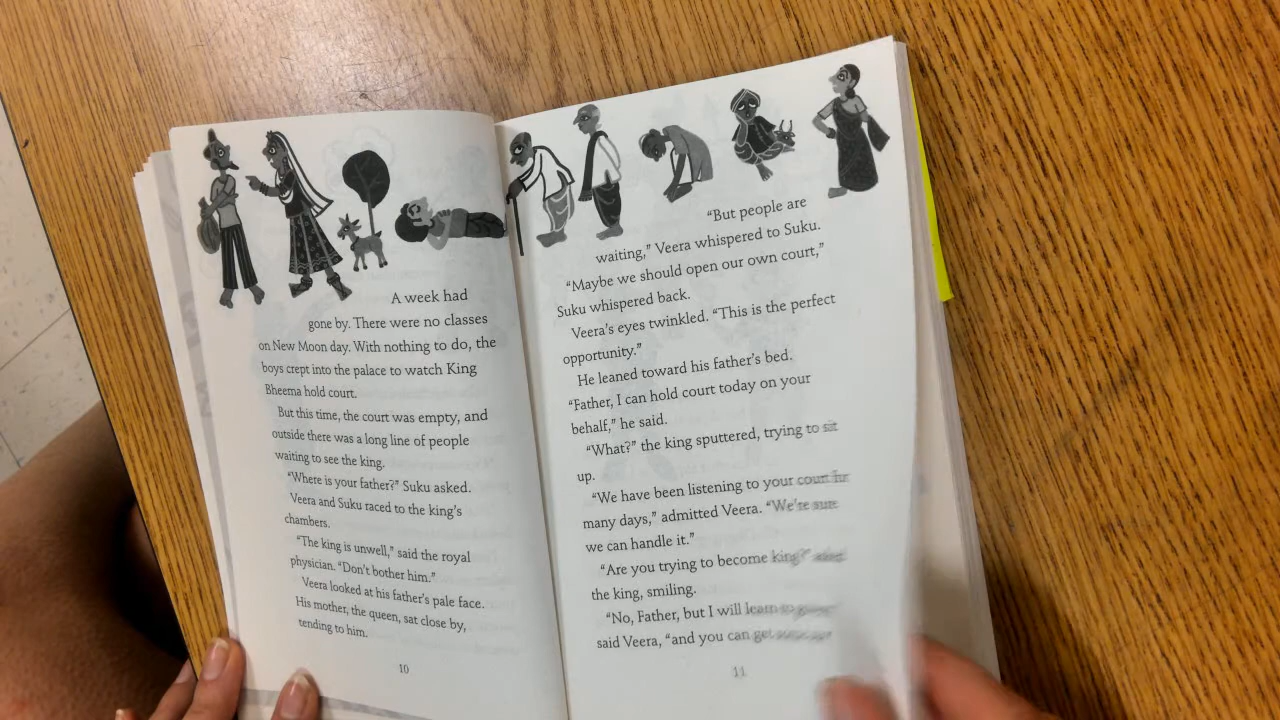 A week had
gone by. There were no classes
on New Moon day. With nothing to do, the
boys crept into the palace to watch King
Bheema hold court.
But this time, the court was empty, and
outside there was a long line of people
waiting to see the king.
“Where is your father?” Suku asked.
Veera and Suku raced to the king’s
chambers.
“The king is unwell,” said the royal
physician. “Don’t bother him.”
Veera looked at his father’s pale face.
His mother, the queen, sat close by,
tending to him.
10
“But people are
waiting,” Veera whispered to Suku.
“Maybe we should open our own court,”
Suku whispered back.
Veera’s eyes twinkled. “This is the perfect
opportunity.”
He leaned toward his father’s bed.
“Father, I can hold court today on your
behalf,” he said.
“What?” the king sputtered, trying to sit
up.
“We have been listening to your court for
many days,” admitted Veera. “We’re sure
we can handle it.”
“Are you trying to become king?” asked
the king, smiling.
“No, Father, but I will learn to
said Veera, “and you can get
11